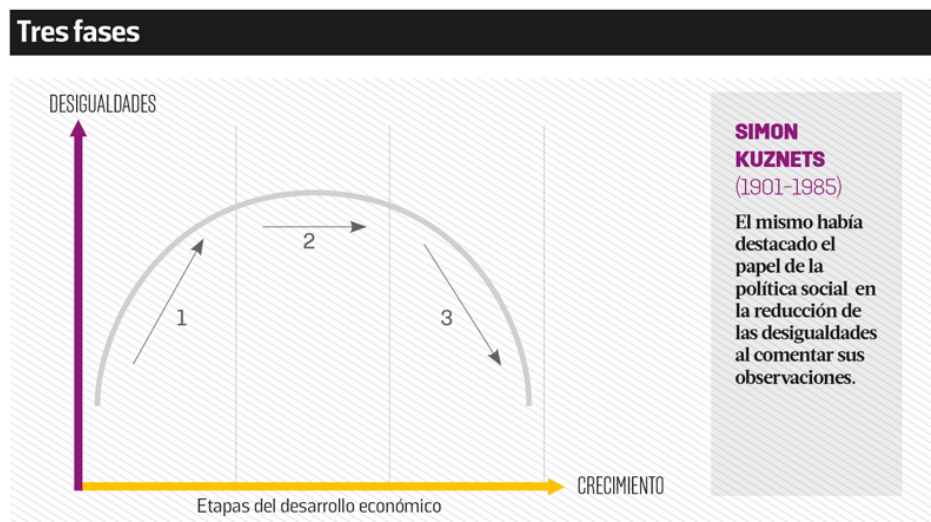 Tres fases
DESIGUALDADES
1
2
3
CRECIMIENTO
Etapas del desarrollo económico
SIMON
KUZNETS
(1901-1985)
El mismo había
destacado el
papel de la
política social en
la reducción de
las desigualdades
al comentar sus
observaciones.